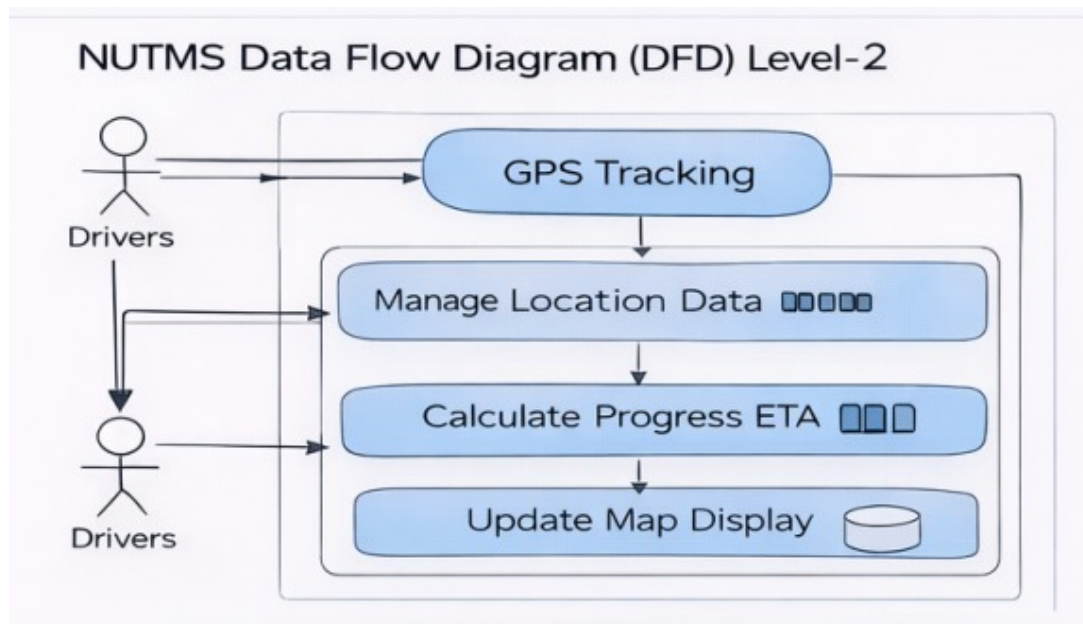 NUTMS Data Flow Diagram (DFD) Level-2
GPS Tracking
Drivers
Manage Location Data
Calculate Progress ETA
Update Map Display
Drivers